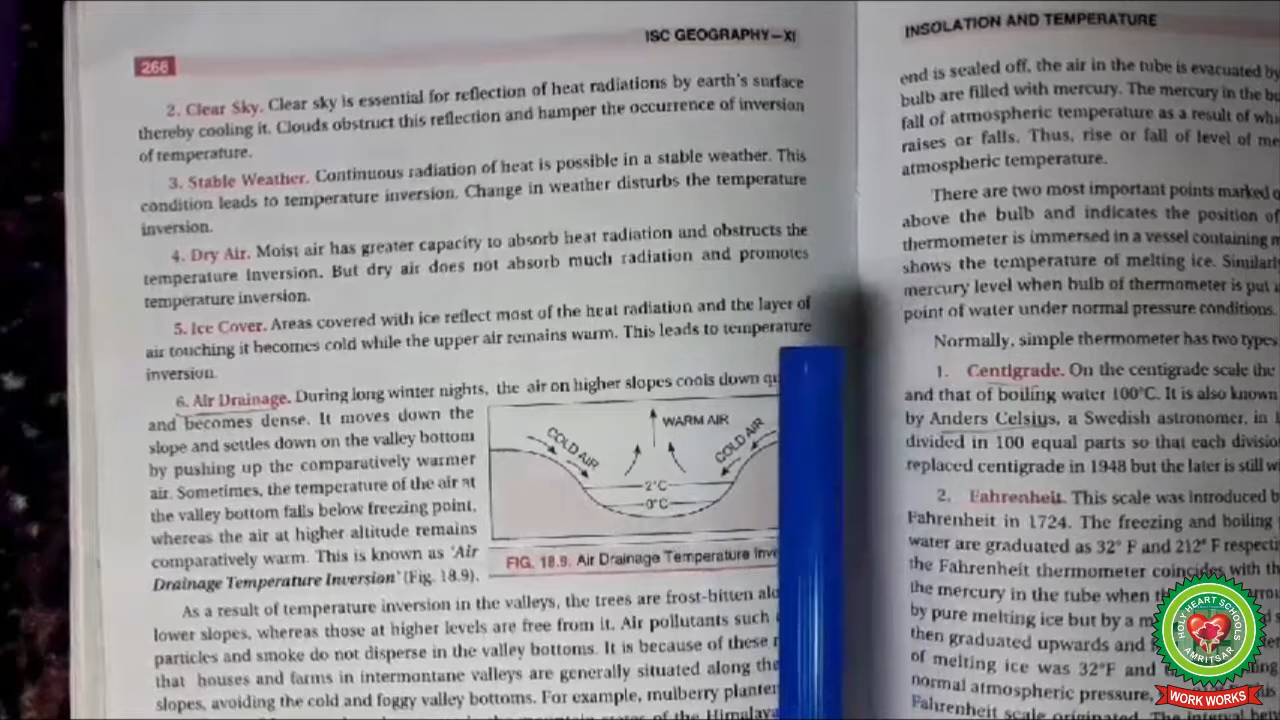 ISC GEOGRAPHY–XI
266
2. Clear Sky. Clear sky is essential for reflection of heat radiations by earth's surface
thereby cooling it. Clouds obstruct this reflection and hamper the occurrence of inversion
of temperature.
3. Stable Weather. Continuous radiation of heat is possible in a stable weather. This
condition leads to temperature inversion. Change in weather disturbs the temperature
inversion.
4. Dry Air. Moist air has greater capacity to absorb heat radiation and obstructs the
temperature inversion. But dry air does not absorb much radiation and promotes
temperature inversion.
5. Ice Cover. Areas covered with ice reflect most of the heat radiation and the layer of
air touching it becomes cold while the upper air remains warm. This leads to temperature
inversion.
6. Air Drainage. During long winter nights, the air on higher slopes cools down
and becomes dense. It moves down the
slope and settles down on the valley bottom
by pushing up the comparatively warmer
air. Sometimes, the temperature of the air at
the valley bottom falls below freezing point,
whereas the air at higher altitude remains
comparatively warm. This is known as 'Air
Drainage Temperature Inversion' (Fig. 18.9).
WARM AIR
COLD AIR
COLD AIR
2°C
0°C
FIG. 18.9. Air Drainage Temperature
As a result of temperature inversion in the valleys, the trees are frost-bitten
lower slopes, whereas those at higher levels are free from it. Air pollutants such
particles and smoke do not disperse in the valley bottoms. It is because of these
that houses and farms in intermontane valleys are generally situated along the
slopes, avoiding the cold and foggy valley bottoms. For example, mulberry
of the
INSOLATION AND TEMPERATURE
end is sealed off, the air in the tube is evacuated by
bulb are filled with mercury. The mercury in the
fall of atmospheric temperature as a result of
raises or falls. Thus, rise or fall of level of
atmospheric temperature.
There are two most important points marked
above the bulb and indicates the position of
thermometer is immersed in a vessel containing
shows the temperature of melting ice. Similarly
mercury level when bulb of thermometer is put
point of water under normal pressure conditions.
Normally, simple thermometer has two types
1. Centigrade. On the centigrade scale the
and that of boiling water 100°C. It is also known
by Anders Celsius, a Swedish astronomer, in
divided in 100 equal parts so that each
replaced centigrade in 1948 but the later is still
2. Fahrenheit. This scale was introduced
Fahrenheit in 1724. The freezing and boiling
water are graduated as 32° F and 212° F
the Fahrenheit thermometer coincides with
the mercury in the tube when
by pure melting ice but by a
then graduated upwards and
of melting ice was 32°F and
normal atmospheric pressure,
Fahrenheit scale originated. The
HOLY HEART SCHOOLS
AMRITSAR
WORK WORKS